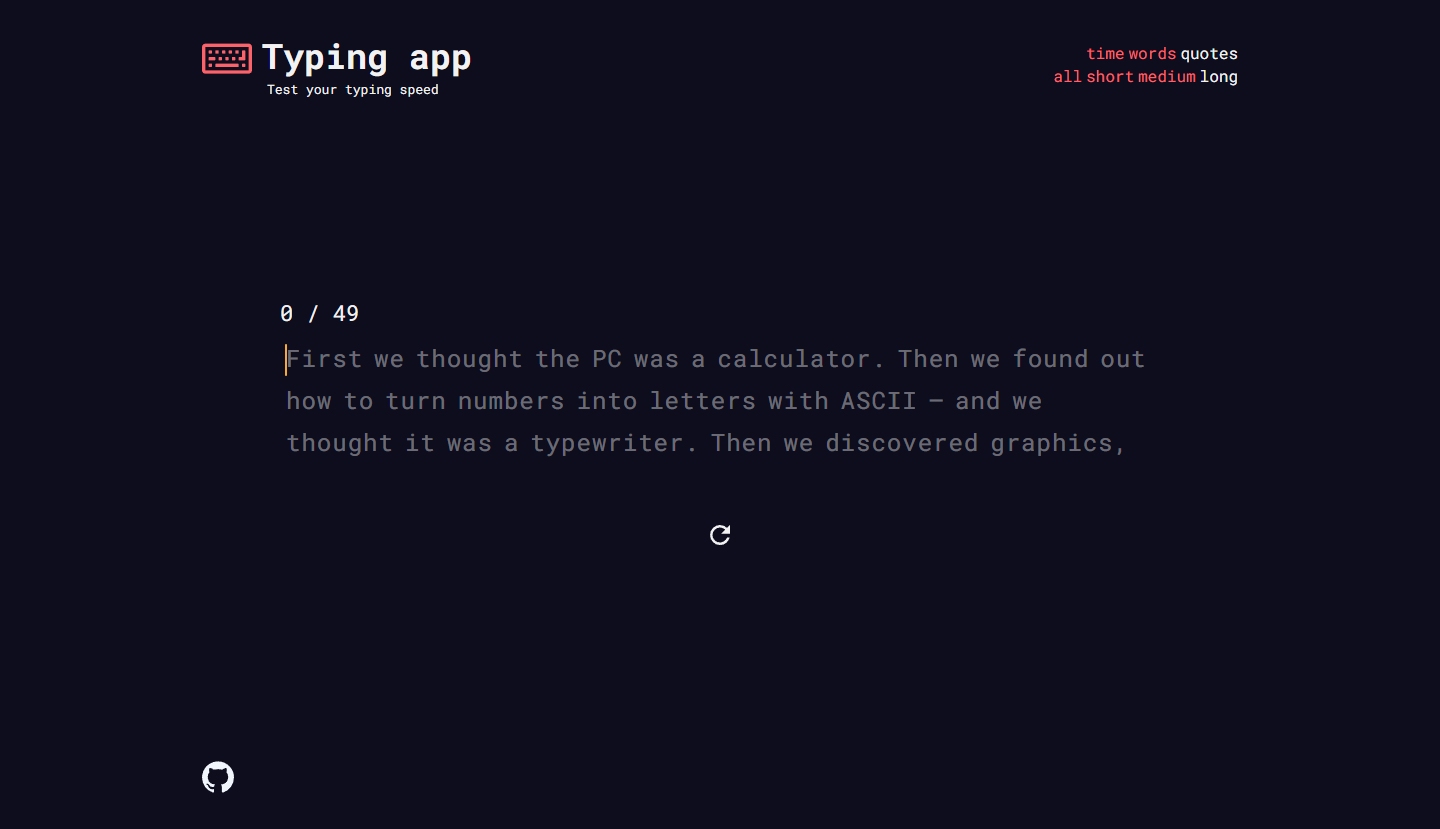 Typing app
Test your typing speed
time words quotes
all short medium long
0 / 49
First we thought the PC was a calculator. Then we found out
how to turn numbers into letters with ASCII — and we
thought it was a typewriter. Then we discovered graphics,